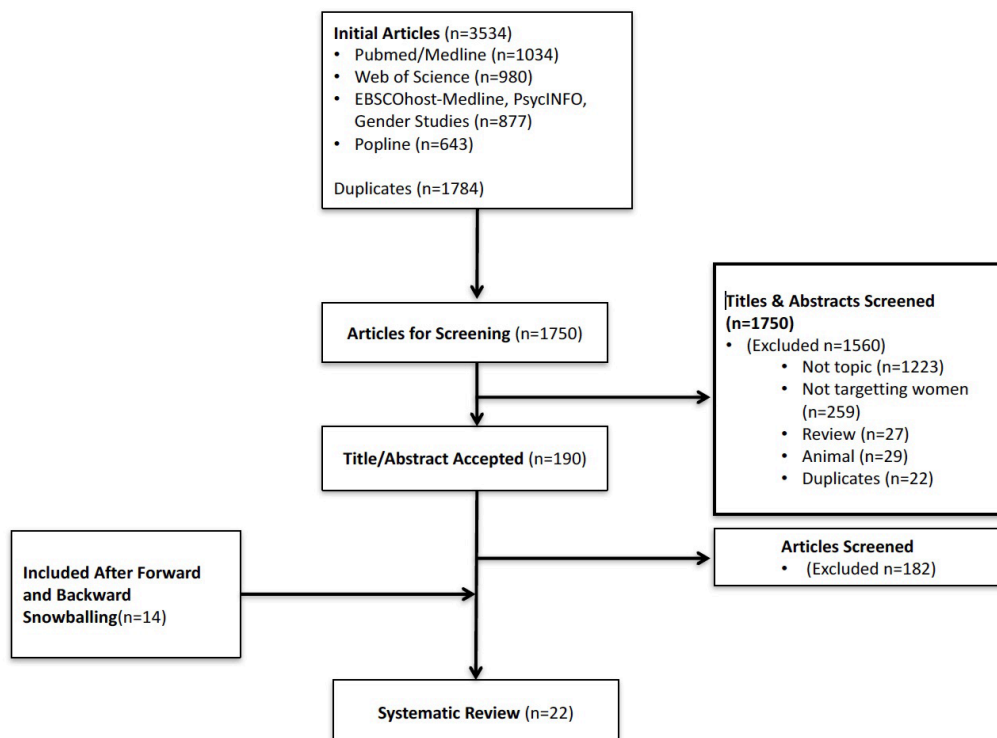 Initial Articles (n=3534)
• Pubmed/Medline (n=1034)
• Web of Science (n=980)
• EBSCOhost-Medline, PsycINFO,
Gender Studies (n=877)
• Popline (n=643)
Duplicates (n=1784)
Articles for Screening (n=1750)
Titles & Abstracts Screened
(n=1750)
• (Excluded n=1560)
• Not topic (n=1223)
• Not targetting women
(n=259)
• Review (n=27)
• Animal (n=29)
• Duplicates (n=22)
Title/Abstract Accepted (n=190)
Articles Screened
• (Excluded n=182)
Included After Forward
and Backward
Snowballing(n=14)
Systematic Review (n=22)